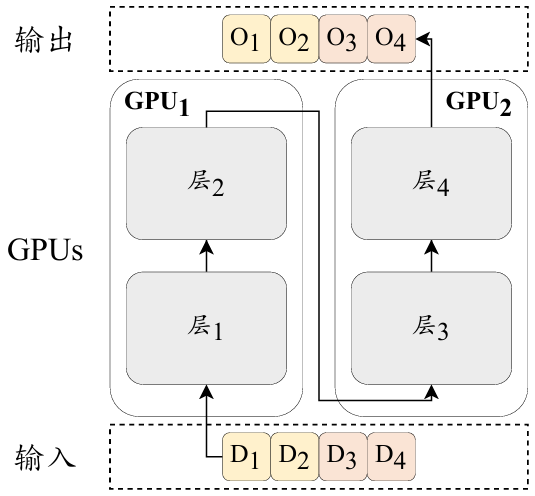 输出 O1 O2 O3 O4
GPU1 GPU2
层2 层4
GPUs
层1 层3
输入 D1 D2 D3 D4